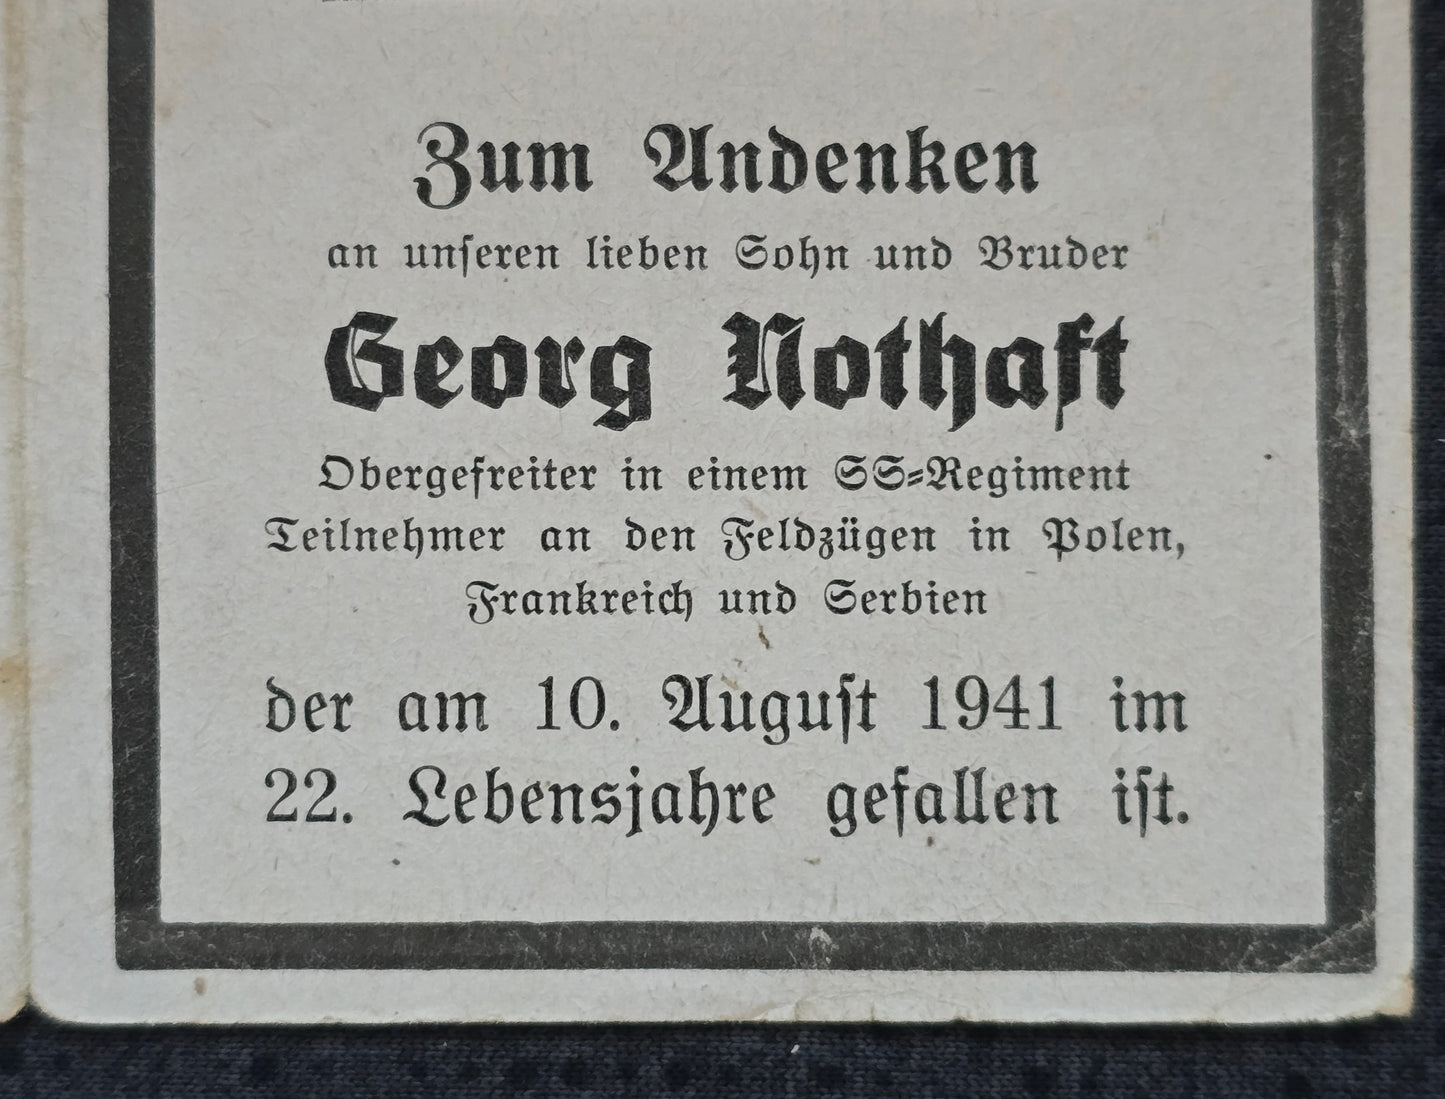 Zum Andenken
an unſeren lieben Sohn und Bruder
Georg Nothaft
Obergefreiter in einem SS-Regiment
Teilnehmer an den Feldzügen in Polen,
Frankreich und Serbien
der am 10. Auguſt 1941 im
22. Lebensjahre gefallen iſt.